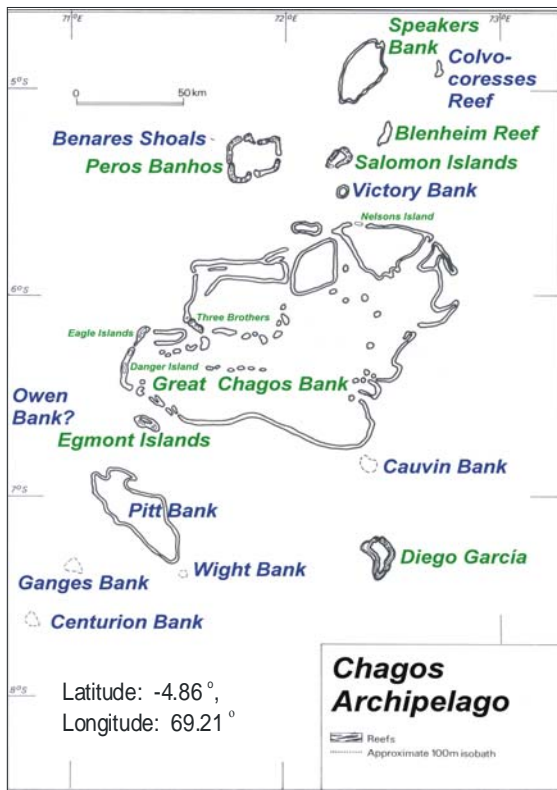 71°E
72°E
73°E
Speakers
Bank
Colvo-
coresses
Reef
5°S
50 km
0
Benares Shoals
Blenheim Reef
Peros Banhos
Salomon Islands
Victory Bank
Nelsons Island
6°S
Three Brothers
Eagle Islands
Danger Island
Great Chagos Bank
Owen
Bank?
Egmont Islands
Cauvin Bank
7°S
Pitt Bank
Diego García
Wight Bank
Ganges Bank
Centurion Bank
Chagos
Archipelago
Latitude: -4.86 °,
Longitude: 69.21 °
8°S
Reefs
Approximate 100m isobath